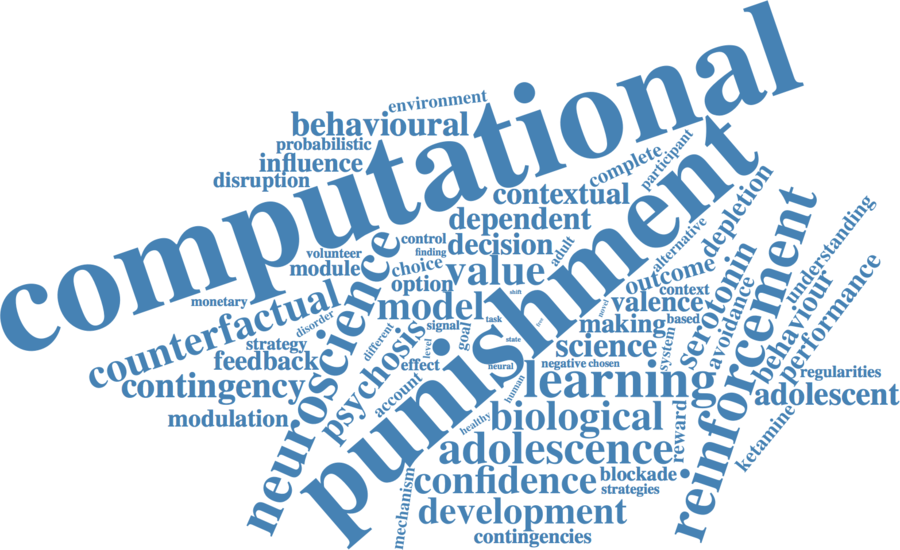 computational
environment
behavioural
probabilistic
influence
disruption
complete
participant
contextual
dependent
punishment
depletion
control
finding
decision
adult
alternative
volunteer
module
choice
value
outcome
understanding
option
shift
context
monetary
counterfactual
neuroscience
model
novel
valence
serotonin
reinforcement
disorder
signal
task
making
based
avoidance
behaviour
performance
strategy
different
psychosis
level
goal
state
tree
science
system
feedback
effect
neural
negative
chosen
regularities
contingency
account
human
learning
adolescent
modulation
healthy
biological
reward
ketamine
adolescence
mechanism
confidence
blockade
strategies
development
contingencies